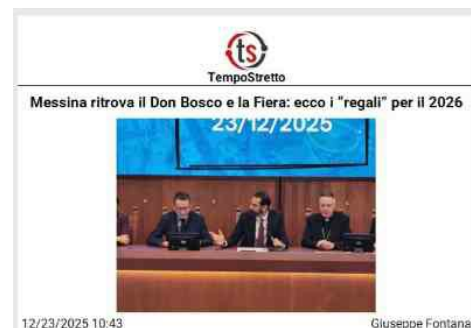 ts
TempoStretto
Messina ritrova il Don Bosco e la Fiera: ecco i "regali" per il 2026
23/12/2025
12/23/2025 10:43
Giuseppe Fontana